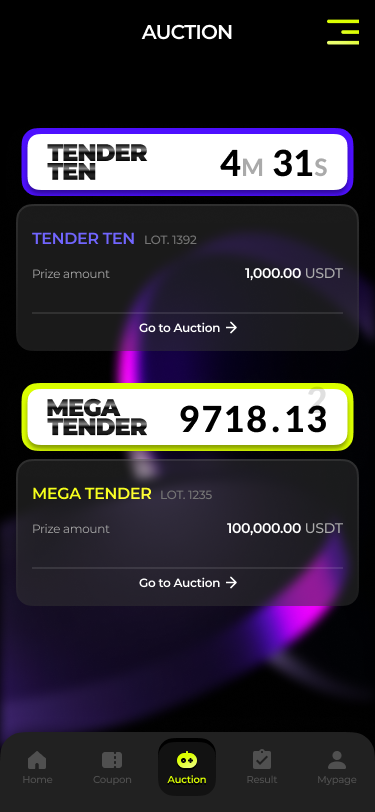 AUCTION
TENDER
TEN
4M 31S
TENDER TEN LOT. 1392
Prize amount 1,000.00 USDT
Go to Auction →
MEGA
TENDER
9718.13
2
MEGA TENDER LOT. 1235
Prize amount 100,000.00 USDT
Go to Auction →
Home Coupon Auction Result Mypage